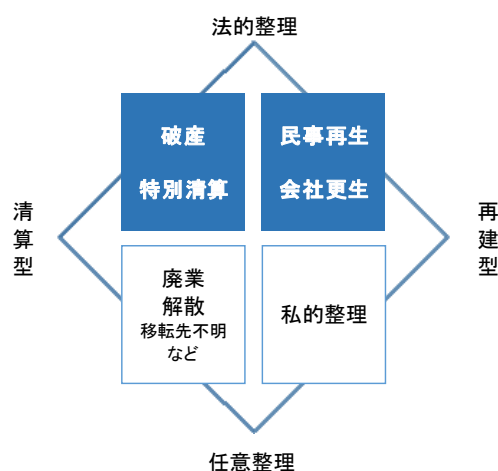 法的整理
破産
特別清算
民事再生
会社更生
清算型
再建型
廃業
解散
移転先不明
など
私的整理
任意整理